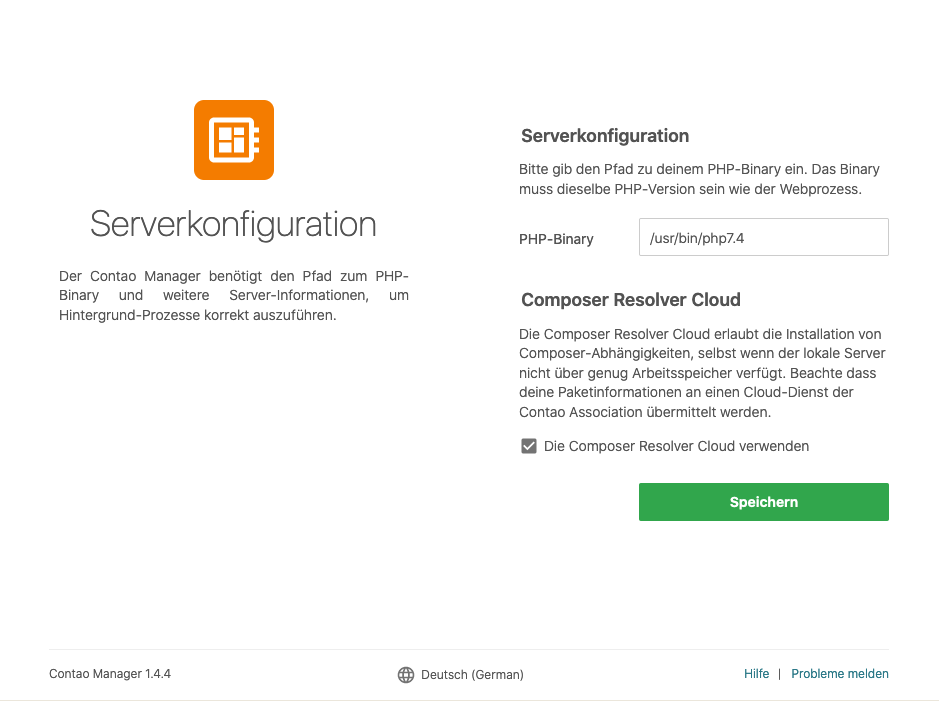 Serverkonfiguration
Der Contao Manager benötigt den Pfad zum PHP-
Binary und weitere Server-Informationen, um
Hintergrund-Prozesse korrekt auszuführen.
Serverkonfiguration
Bitte gib den Pfad zu deinem PHP-Binary ein. Das Binary
muss dieselbe PHP-Version sein wie der Webprozess.
PHP-Binary /usr/bin/php7.4
Composer Resolver Cloud
Die Composer Resolver Cloud erlaubt die Installation von
Composer-Abhängigkeiten, selbst wenn der lokale Server
nicht über genug Arbeitsspeicher verfügt. Beachte dass
deine Paketinformationen an einen Cloud-Dienst der
Contao Association übermittelt werden.
Die Composer Resolver Cloud verwenden
Speichern
Contao Manager 1.4.4 Deutsch (German) Hilfe | Probleme melden